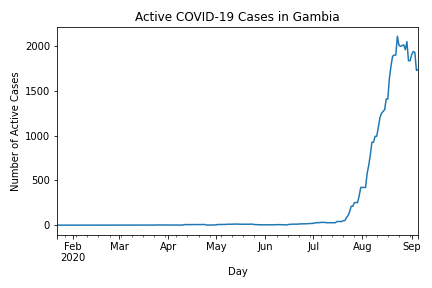 Active COVID-19 Cases in Gambia
Number of Active Cases
2000
1500
1000
500
0
Feb Mar Apr May Jun Jul Aug Sep
2020
Day